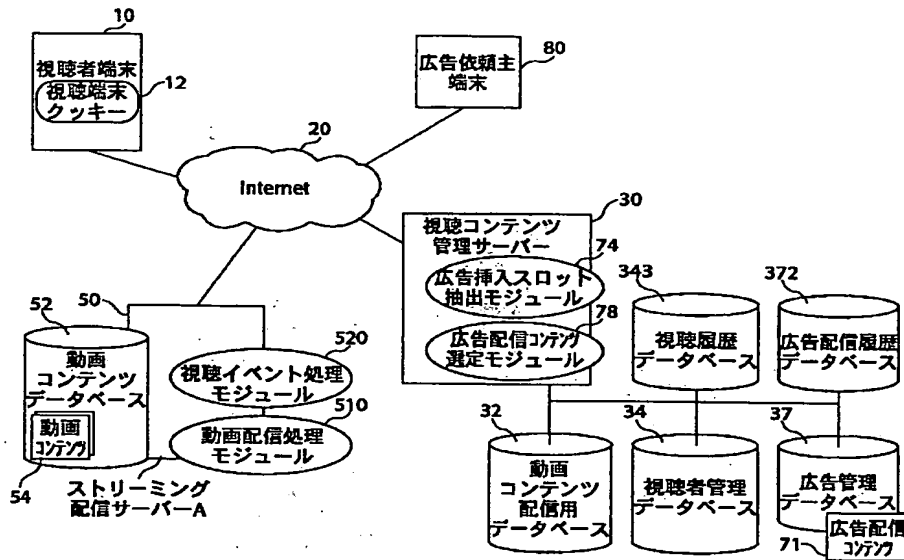 10
視聴者端末
視聴端末
クッキー
12
広告依頼主
端末
80
20
Internet
30
視聴コンテンツ
管理サーバー
74
広告挿入スロット
抽出モジュール
78
広告配信コンテンツ
選定モジュール
343
視聴履歴
データベース
372
広告配信履歴
データベース
52
50
動画
コンテンツ
データベース
動画
コンテンツ
54
520
視聴イベント処理
モジュール
510
動画配信処理
モジュール
ストリーミング
配信サーバーA
32
動画
コンテンツ
配信用
データベース
34
視聴者管理
データベース
37
広告管理
データベース
71
広告配信
コンテンツ